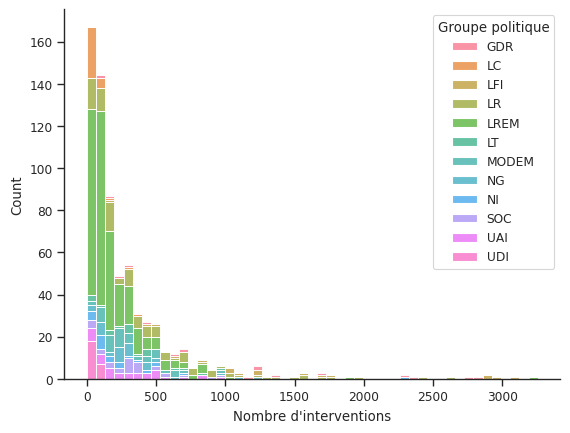 Groupe politique
GDR
LC
LFI
LR
LREM
LT
MODEM
NG
NI
SOC
UAI
UDI
Count
160
140
120
100
80
60
40
20
0
0 500 1000 1500 2000 2500 3000
Nombre d'interventions